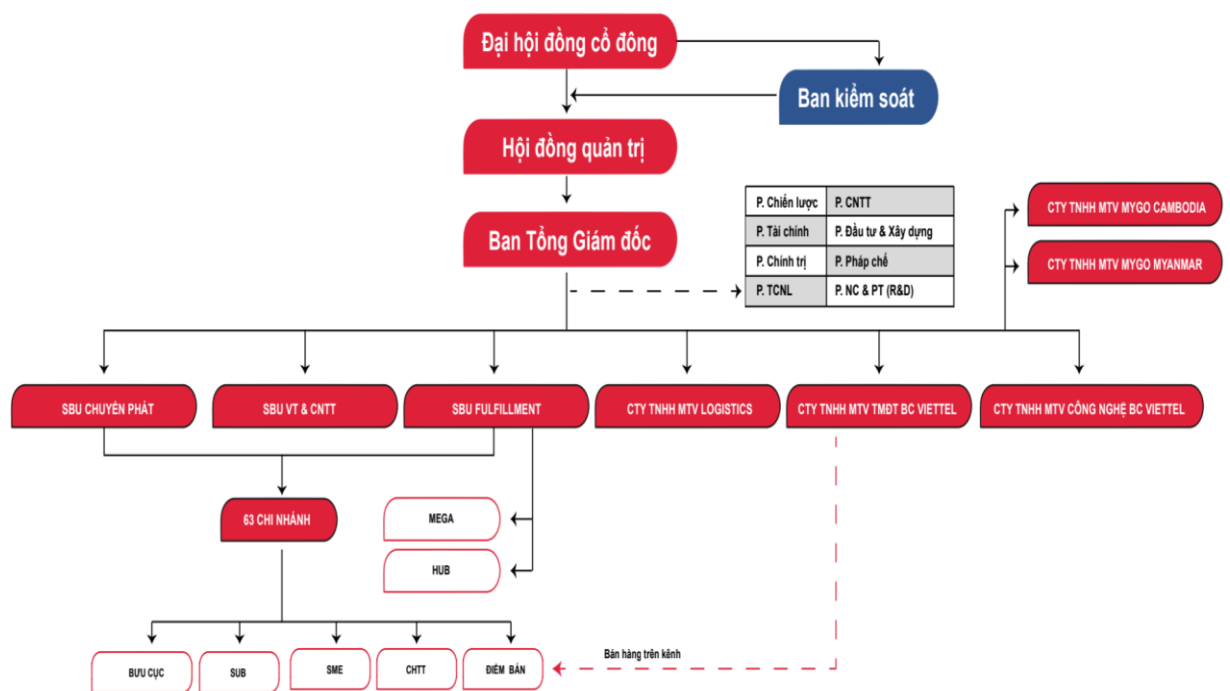 Đại hội đồng cổ đông
Ban kiểm soát
Hội đồng quản trị
Ban Tổng Giám đốc
P. Chiến lược P. CNTT
P. Tài chính P. Đầu tư & Xây dựng
P. Chính trị P. Pháp chế
P. TCNL P. NC & PT (R&D)
CTY TNHH MTV MYGO CAMBODIA
CTY TNHH MTV MYGO MYANMAR
SBU CHUYỂN PHÁT
SBU VT & CNTT
SBU FULFILLMENT
CTY TNHH MTV LOGISTICS
CTY TNHH MTV TMĐT BC VIETTEL
CTY TNHH MTV CÔNG NGHỆ BC VIETTEL
63 CHI NHÁNH
MEGA
HUB
BƯU CỤC
SUB
SME
CHTT
ĐIỂM BÁN
Bán hàng trên kênh